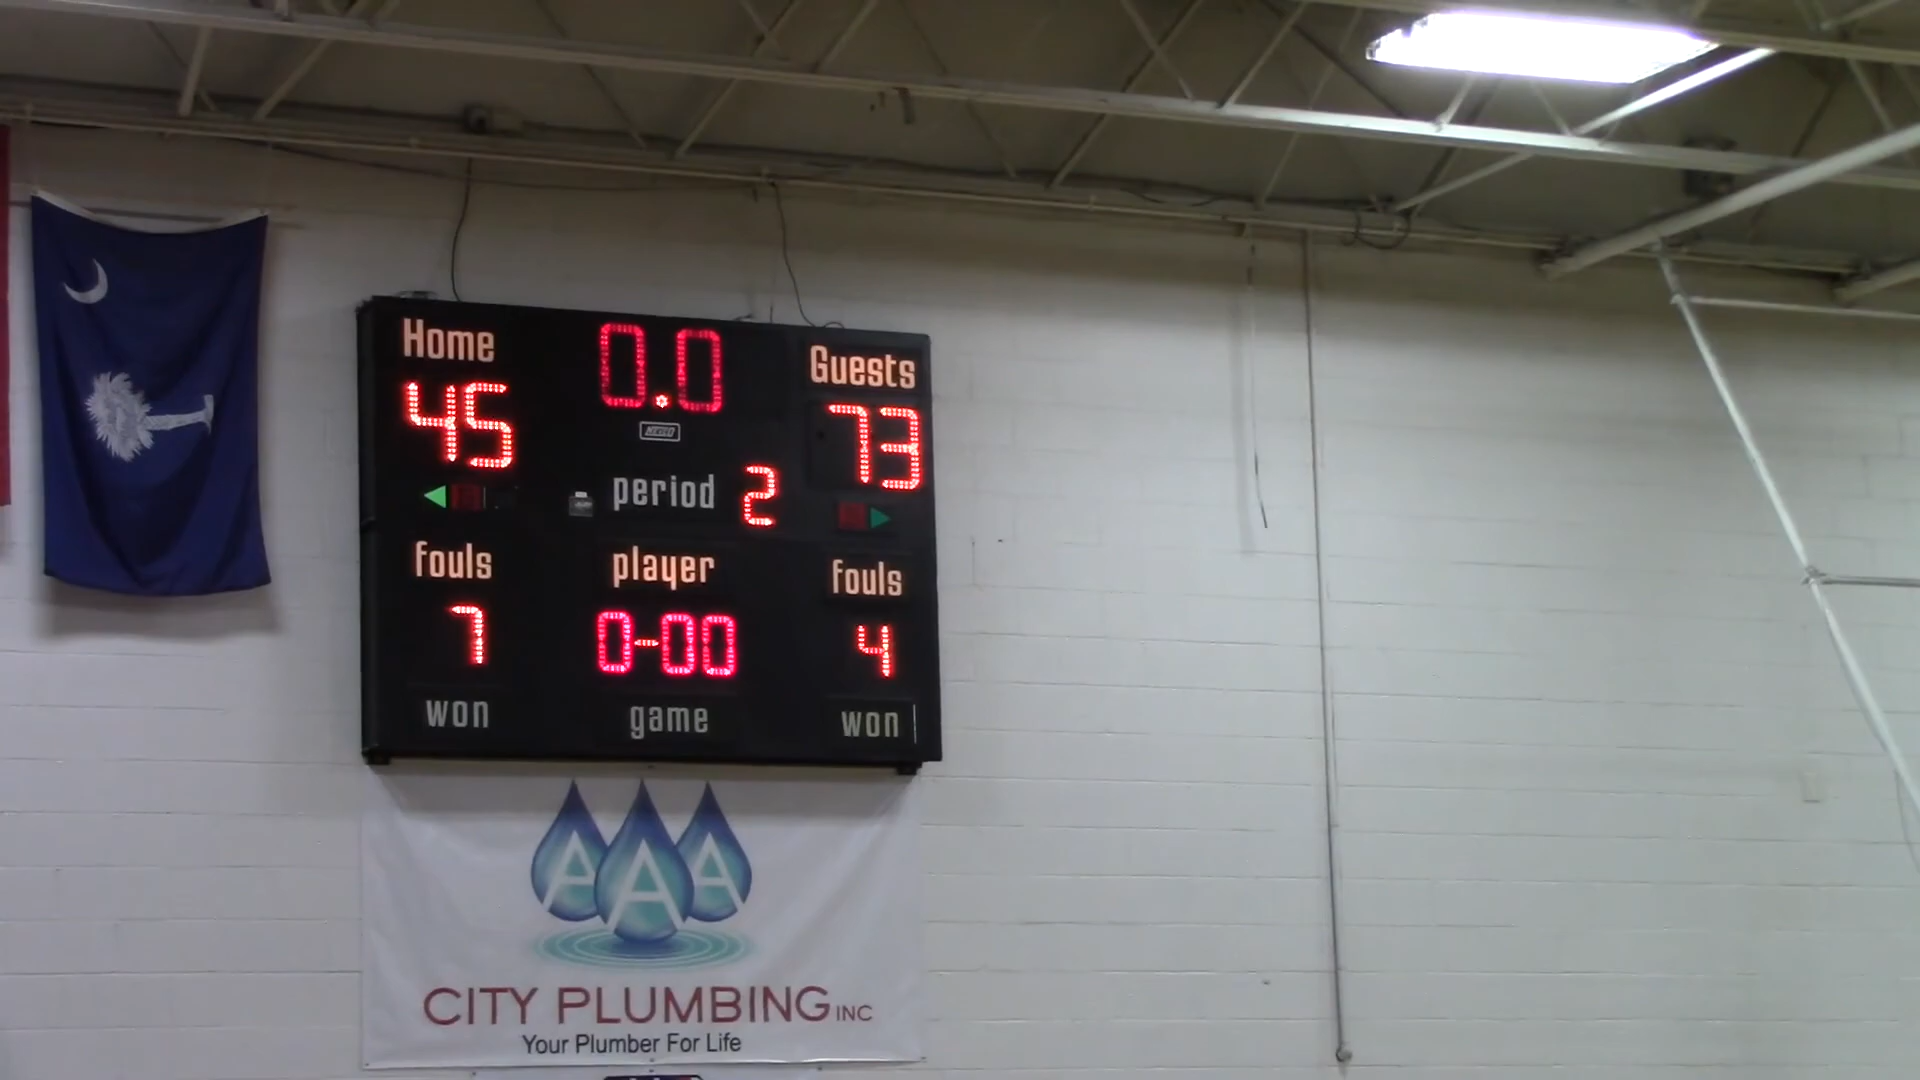 Home
0.0
Guests
45
73
period 2
fouls
player
fouls
7
0-00
4
won
game
won
AAA
CITY PLUMBING INC
Your Plumber For Life